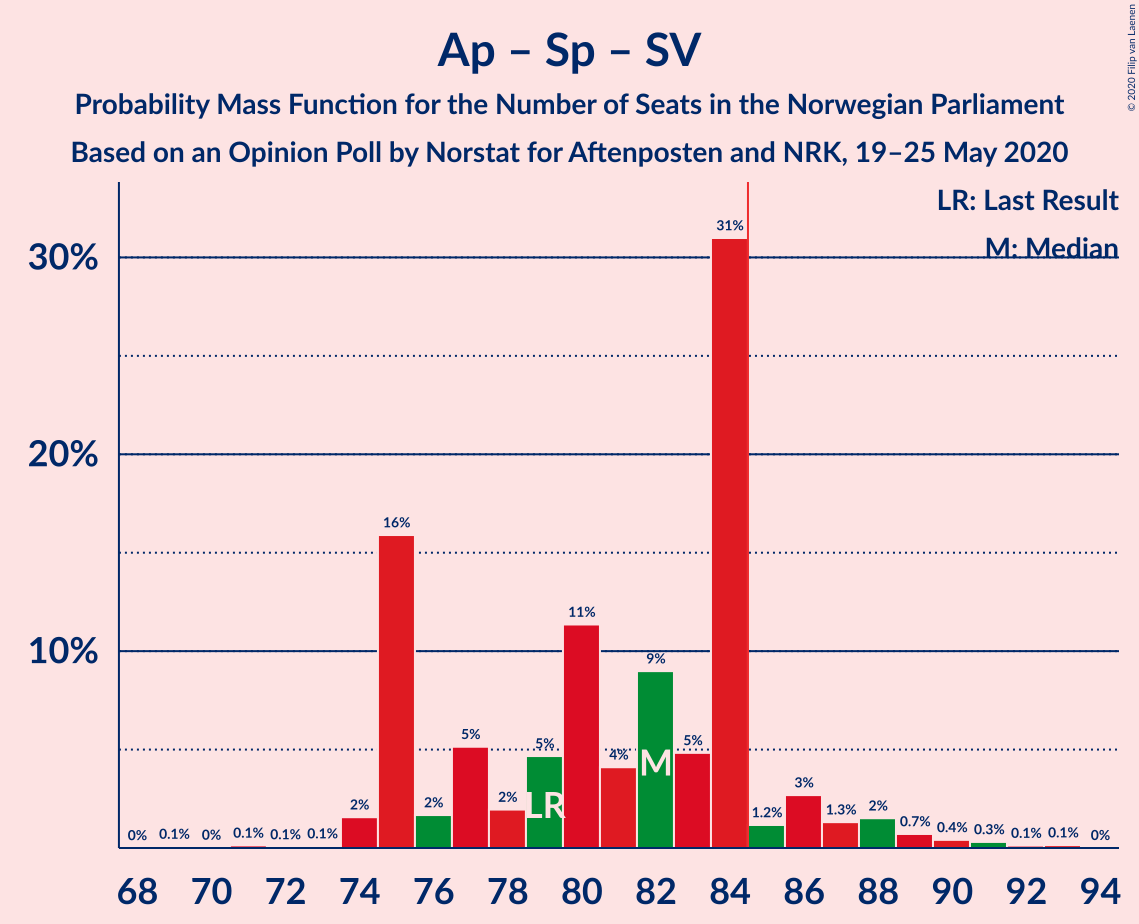 Ap – Sp – SV
Probability Mass Function for the Number of Seats in the Norwegian Parliament
Based on an Opinion Poll by Norstat for Aftenposten and NRK, 19–25 May 2020
© 2020 Filip van Laenen
LR: Last Result
M: Median
30%
20%
10%
0% 0.1% 0% 0.1% 0.1% 0.1% 2% 16% 2% 5% 2% 5% 11% 4% 9% 5% 31% 1.2% 3% 1.3% 2% 0.7% 0.4% 0.3% 0.1% 0.1% 0%
LR M
68 70 72 74 76 78 80 82 84 86 88 90 92 94